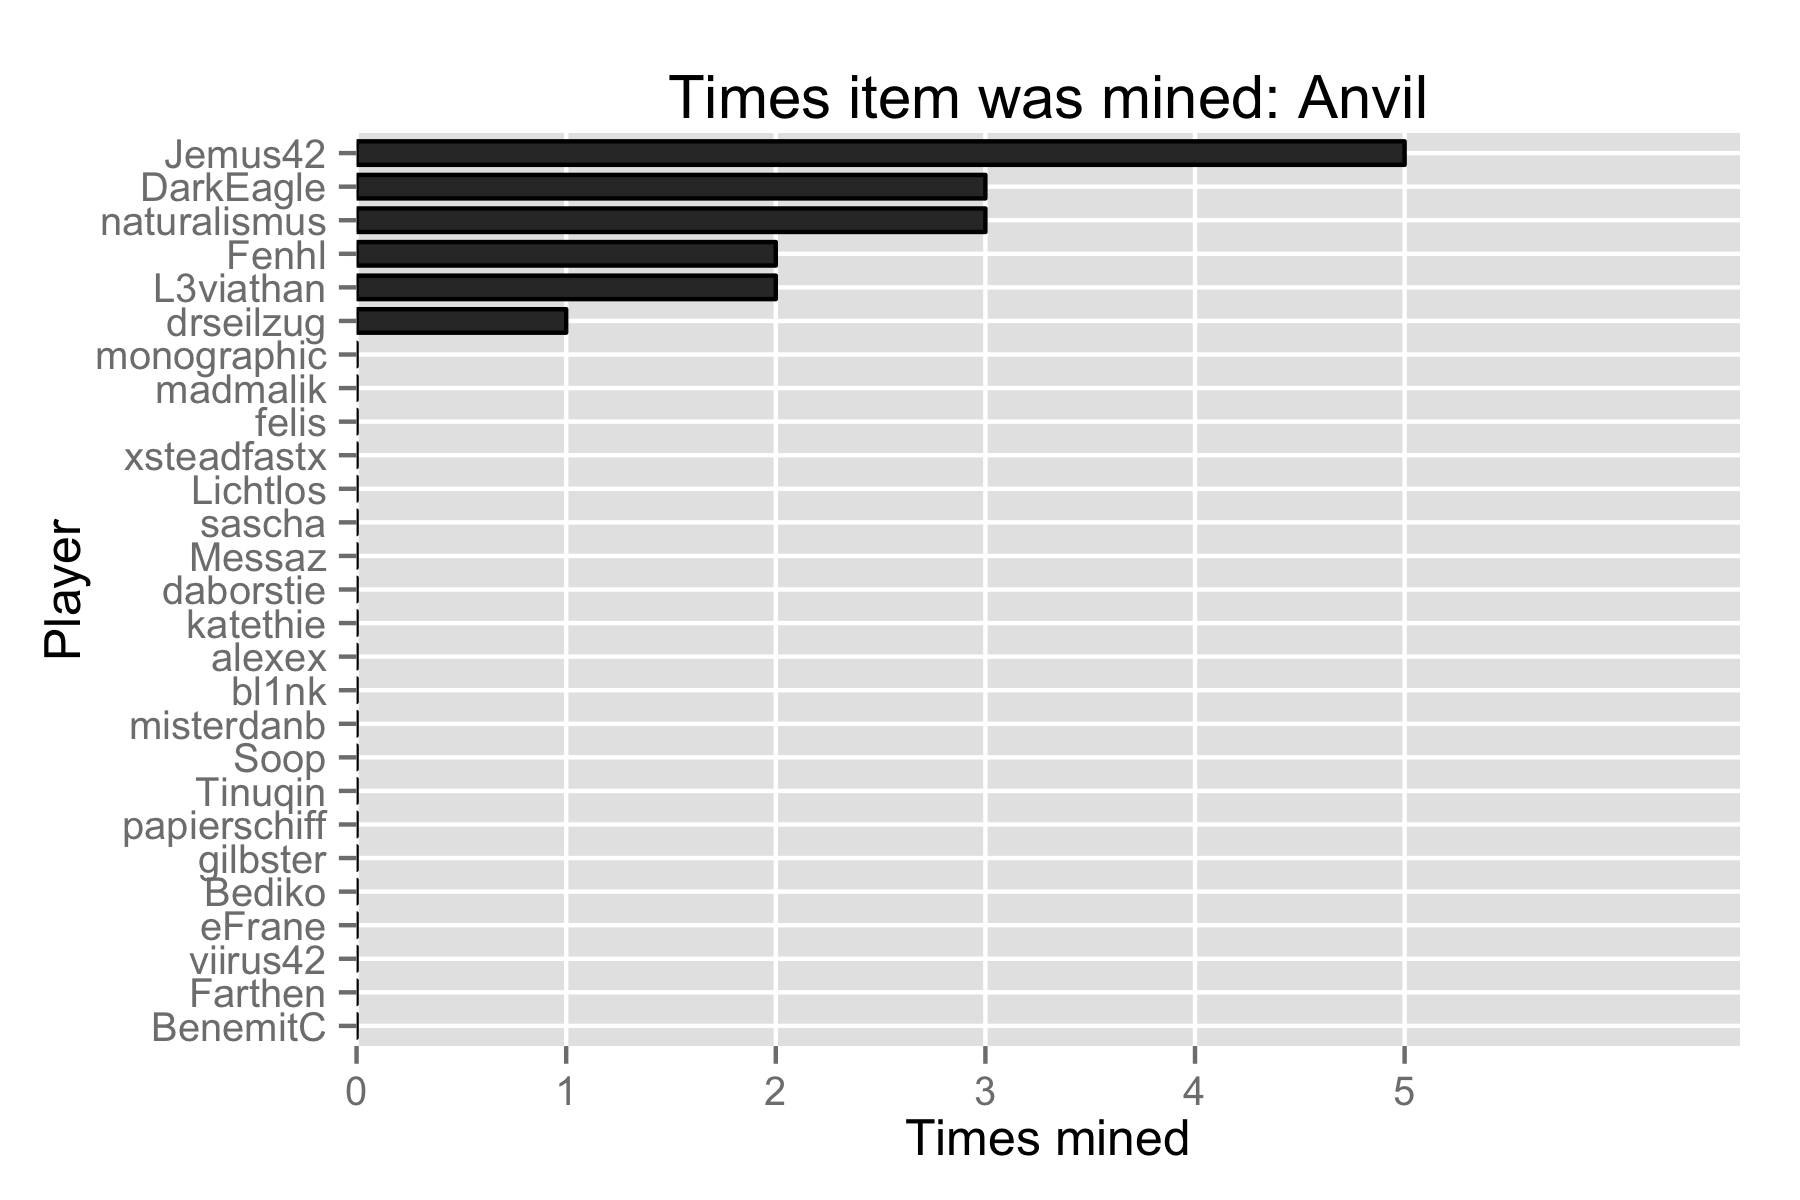 Times item was mined: Anvil
Player
Jemus42
DarkEagle
naturalismus
Fenhl
L3viathan
drseilzug
monographic
madmalik
felis
xsteadfastx
Lichtlos
sascha
Messaz
daborstie
katethie
alexex
bl1nk
misterdanb
Soop
Tinuqin
papierschiff
gilbster
Bediko
eFrane
viirus42
Farthen
BenemitC
0 1 2 3 4 5
Times mined